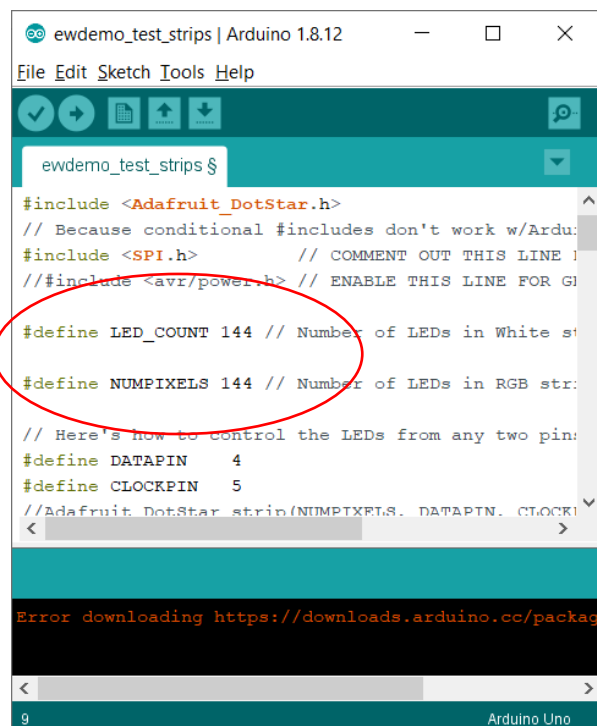 ewdemo_test_strips | Arduino 1.8.12
File Edit Sketch Tools Help
ewdemo_test_strips §
#include <Adafruit_DotStar.h>
// Because conditional #includes don't work w/Ardu
#include <SPI.h> // COMMENT OUT THIS LINE
//#include <avr/power.h> // ENABLE THIS LINE FOR
#define LED_COUNT 144 // Number of LEDs in White
#define NUMPIXELS 144 // Number of LEDs in RGB
// Here's how to control the LEDs from any two
#define DATAPIN 4
#define CLOCKPIN 5
//Adafruit_DotStar strip(NUMPIXELS, DATAPIN,
Error downloading https://downloads.arduino.cc/packag
9
Arduino Uno